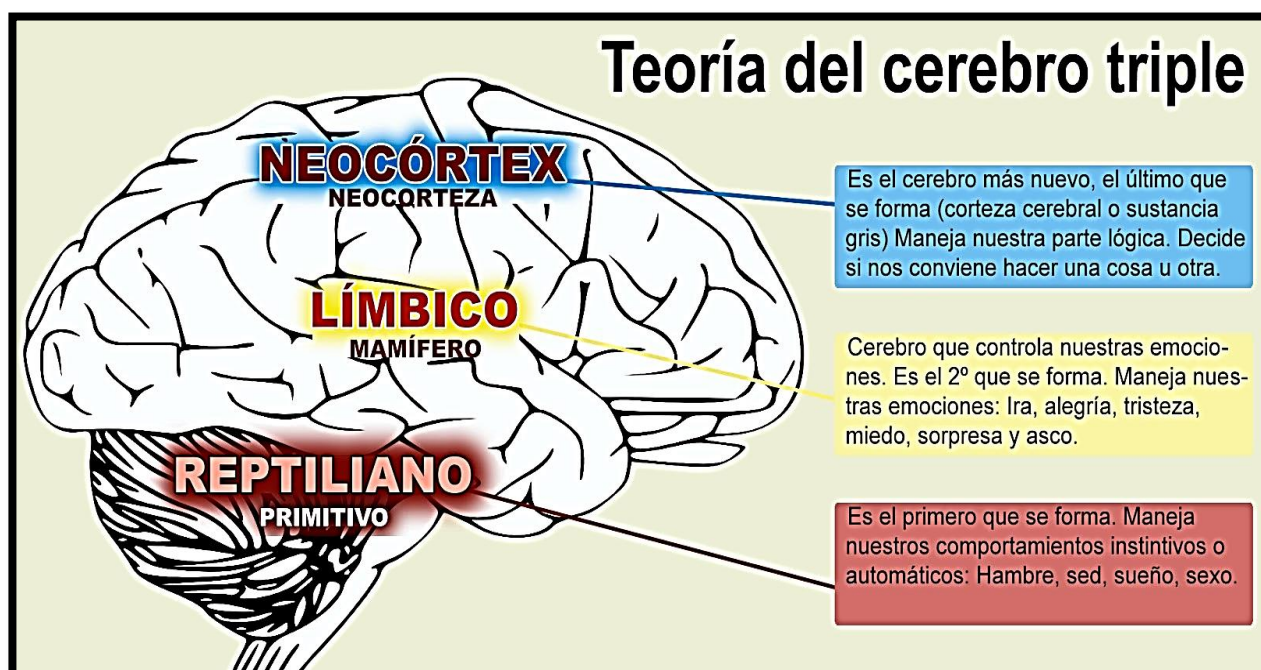 Teoría del cerebro triple
NEOCÓRTEX
NEOCORTEZA
Es el cerebro más nuevo, el último que
se forma (corteza cerebral o sustancia
gris) Maneja nuestra parte lógica. Decide
si nos conviene hacer una cosa u otra.
LÍMBICO
MAMÍFERO
Cerebro que controla nuestras emocio-
nes. Es el 2º que se forma. Maneja nues-
tras emociones: Ira, alegría, tristeza,
miedo, sorpresa y asco.
REPTILIANO
PRIMITIVO
Es el primero que se forma. Maneja
nuestros comportamientos instintivos o
automáticos: Hambre, sed, sueño, sexo.